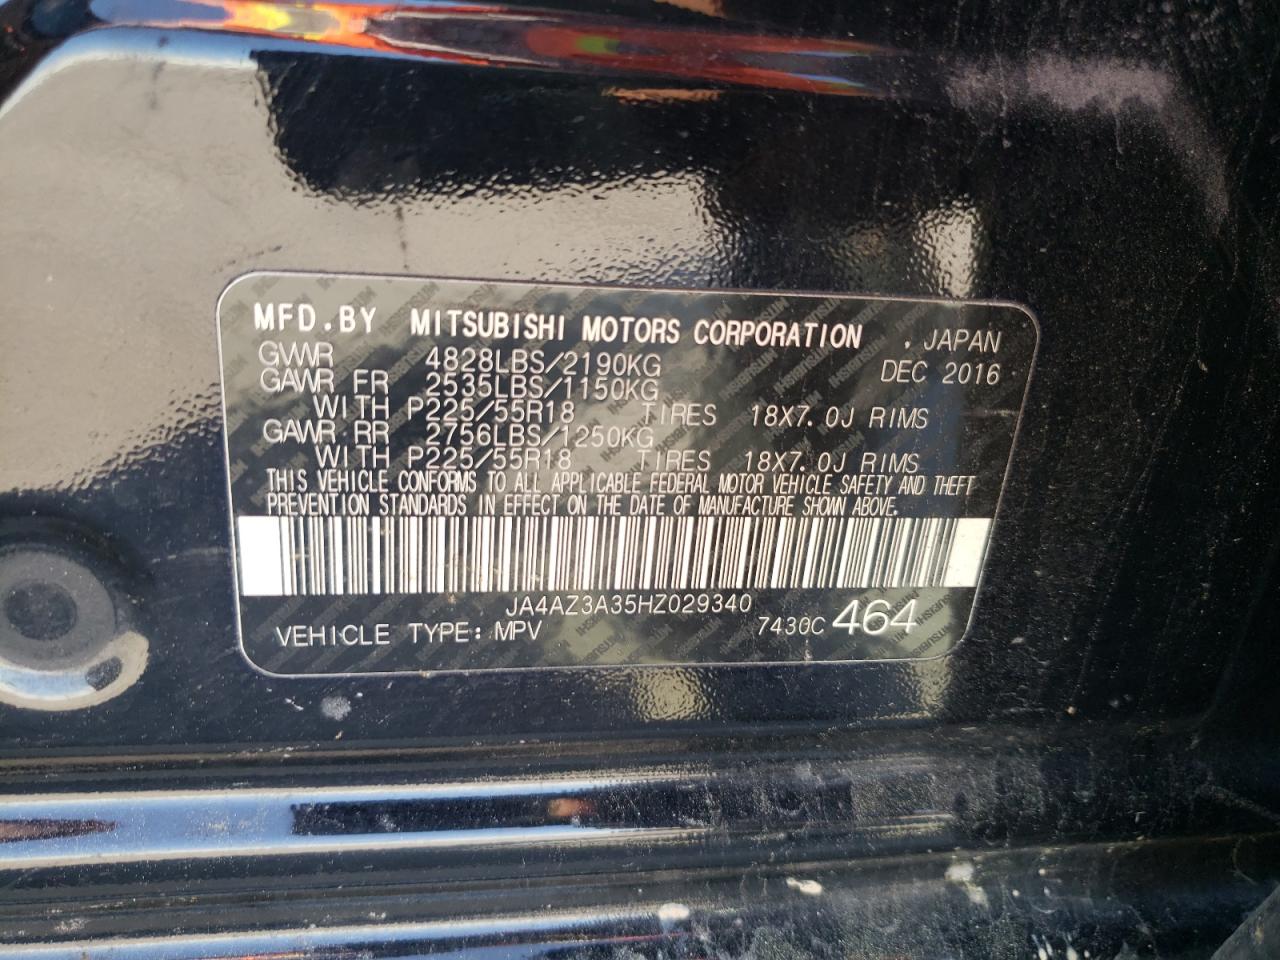 MFD.BY MITSUBISHI MOTORS CORPORATION . JAPAN
GVWR 4828LBS/2190KG DEC 2016
GAWR FR 2535LBS/1150KG
WITH P225/55R18 TIRES 18X7.0J RIMS
GAWR RR 2756LBS/1250KG
WITH P225/55R18 TIRES 18X7.0J RIMS
THIS VEHICLE CONFORMS TO ALL APPLICABLE FEDERAL MOTOR VEHICLE SAFETY AND THEFT
PREVENTION STANDARDS IN EFFECT ON THE DATE OF MANUFACTURE SHOWN ABOVE.
JA4AZ3A35HZ029340
VEHICLE TYPE: MPV 7430C 464